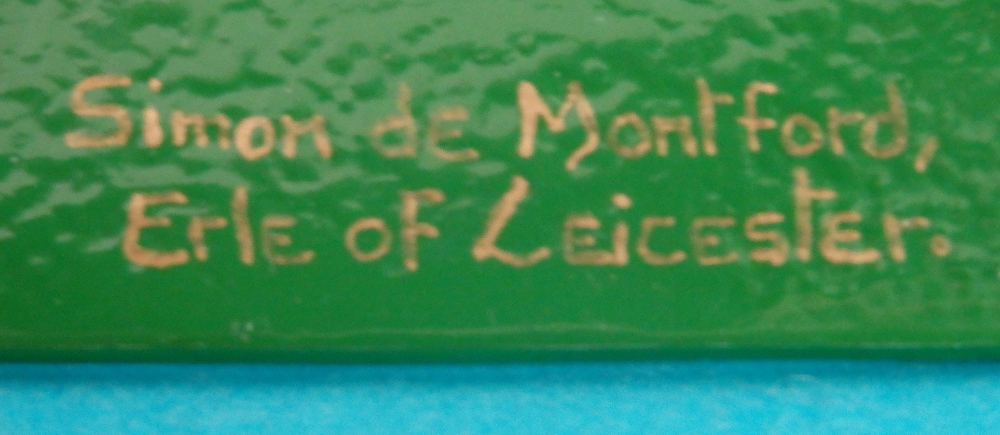 Simon de Montford,
Erle of Leicester.